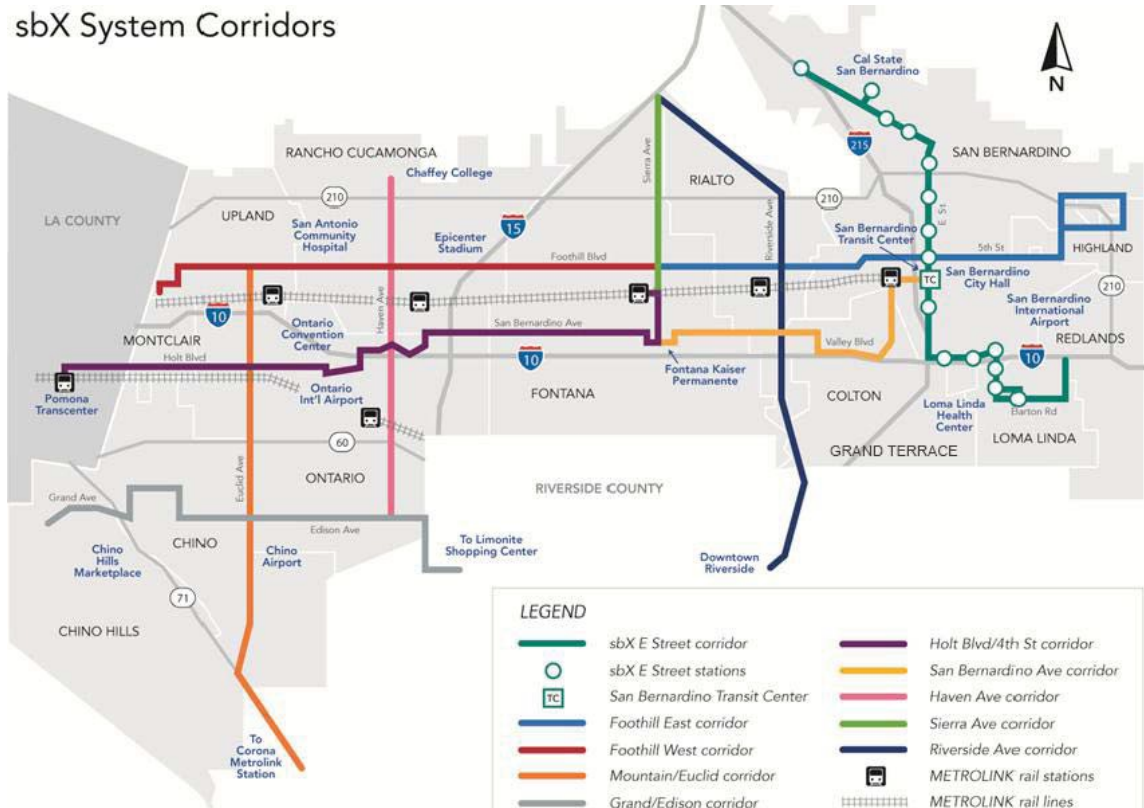 sbX System Corridors
N
Cal State
San Bernardino
215
SAN BERNARDINO
RANCHO CUCAMONGA
Chaffey College
Sierra Ave
RIALTO
LA COUNTY
210
UPLAND
San Antonio
Community
Hospital
Epicenter
Stadium
15
Riverside Ave
210
San Bernardino
Transit Center
E St
5th St
HIGHLAND
Foothill Blvd
TC
San Bernardino
City Hall
210
10
Haven Ave
San Bernardino
International
Airport
MONTCLAIR
Ontario
Convention
Center
San Bernardino Ave
REDLANDS
Holt Blvd
10
Valley Blvd
10
Fontana Kaiser
Permanente
Pomona
Transcenter
Ontario
Int'l Airport
FONTANA
COLTON
Loma Linda
Health
Center
Barton Rd
LOMA LINDA
60
GRAND TERRACE
Euclid Ave
ONTARIO
RIVERSIDE COUNTY
Grand Ave
Edison Ave
CHINO
To Limonite
Shopping Center
Chino
Hills
Marketplace
Chino
Airport
Downtown
Riverside
71
CHINO HILLS
To
Corona
Metrolink
Station
LEGEND
sbX E Street corridor
sbX E Street stations
TC
San Bernardino Transit Center
Foothill East corridor
Foothill West corridor
Mountain/Euclid corridor
Grand/Edison corridor
Holt Blvd/4th St corridor
San Bernardino Ave corridor
Haven Ave corridor
Sierra Ave corridor
Riverside Ave corridor
METROLINK rail stations
METROLINK rail lines